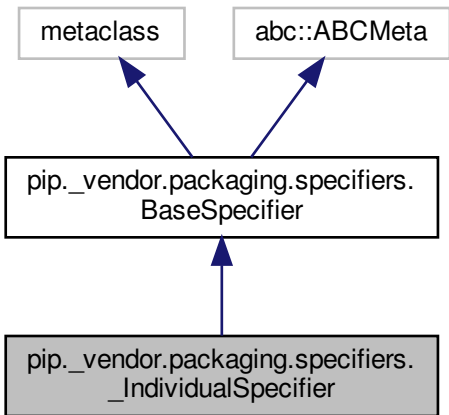 metaclass
abc::ABCMeta
pip._vendor.packaging.specifiers.
BaseSpecifier
pip._vendor.packaging.specifiers.
_IndividualSpecifier